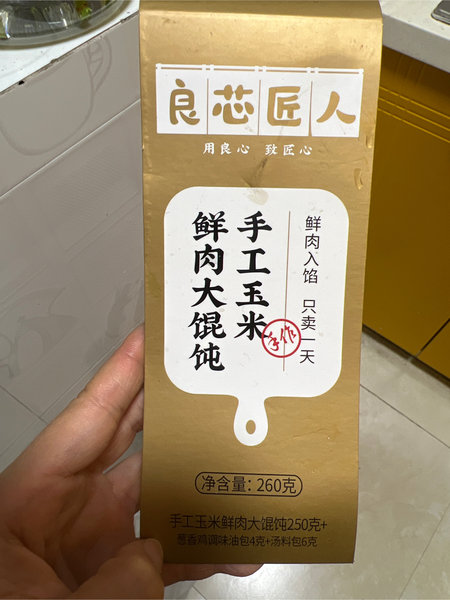 良芯匠人
用良心 致匠心
鲜肉入馅 只卖一天
手工玉米
鲜肉大馄饨
手作
净含量：260克
手工玉米鲜肉大馄饨250克+
葱香鸡调味油包4克+汤料包6克